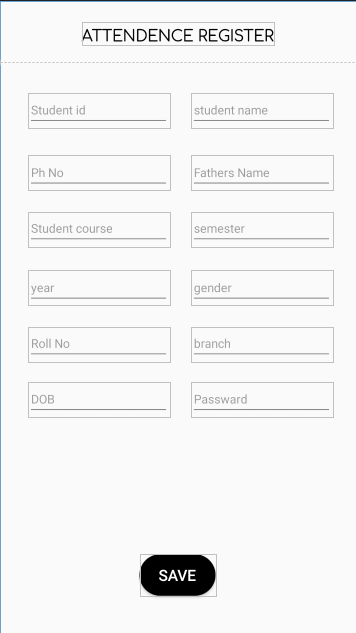 ATTENDENCE REGISTER
Student id
student name
Ph No
Fathers Name
Student course
semester
year
gender
Roll No
branch
DOB
Passward
SAVE